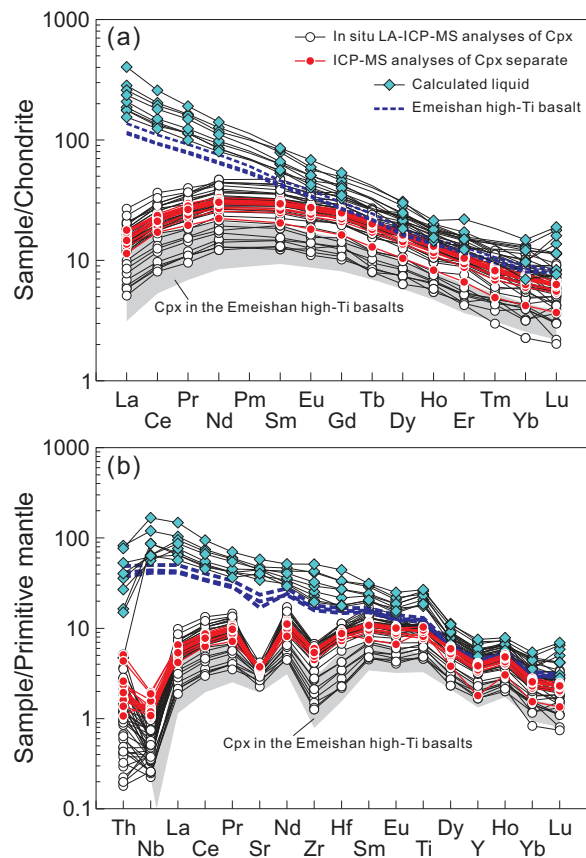 (a)
In situ LA-ICP-MS analyses of Cpx
ICP-MS analyses of Cpx separate
Calculated liquid
Emeishan high-Ti basalt
1000
100
10
1
Sample/Chondrite
Cpx in the Emeishan high-Ti basalts
La Pr Pm Eu Tb Ho Tm Lu
Ce Nd Sm Gd Dy Er Yb
(b)
1000
100
10
1
0.1
Sample/Primitive mantle
Cpx in the Emeishan high-Ti basalts
Th La Pr Nd Hf Eu Dy Ho Lu
Nb Ce Sr Zr Sm Ti Y Yb